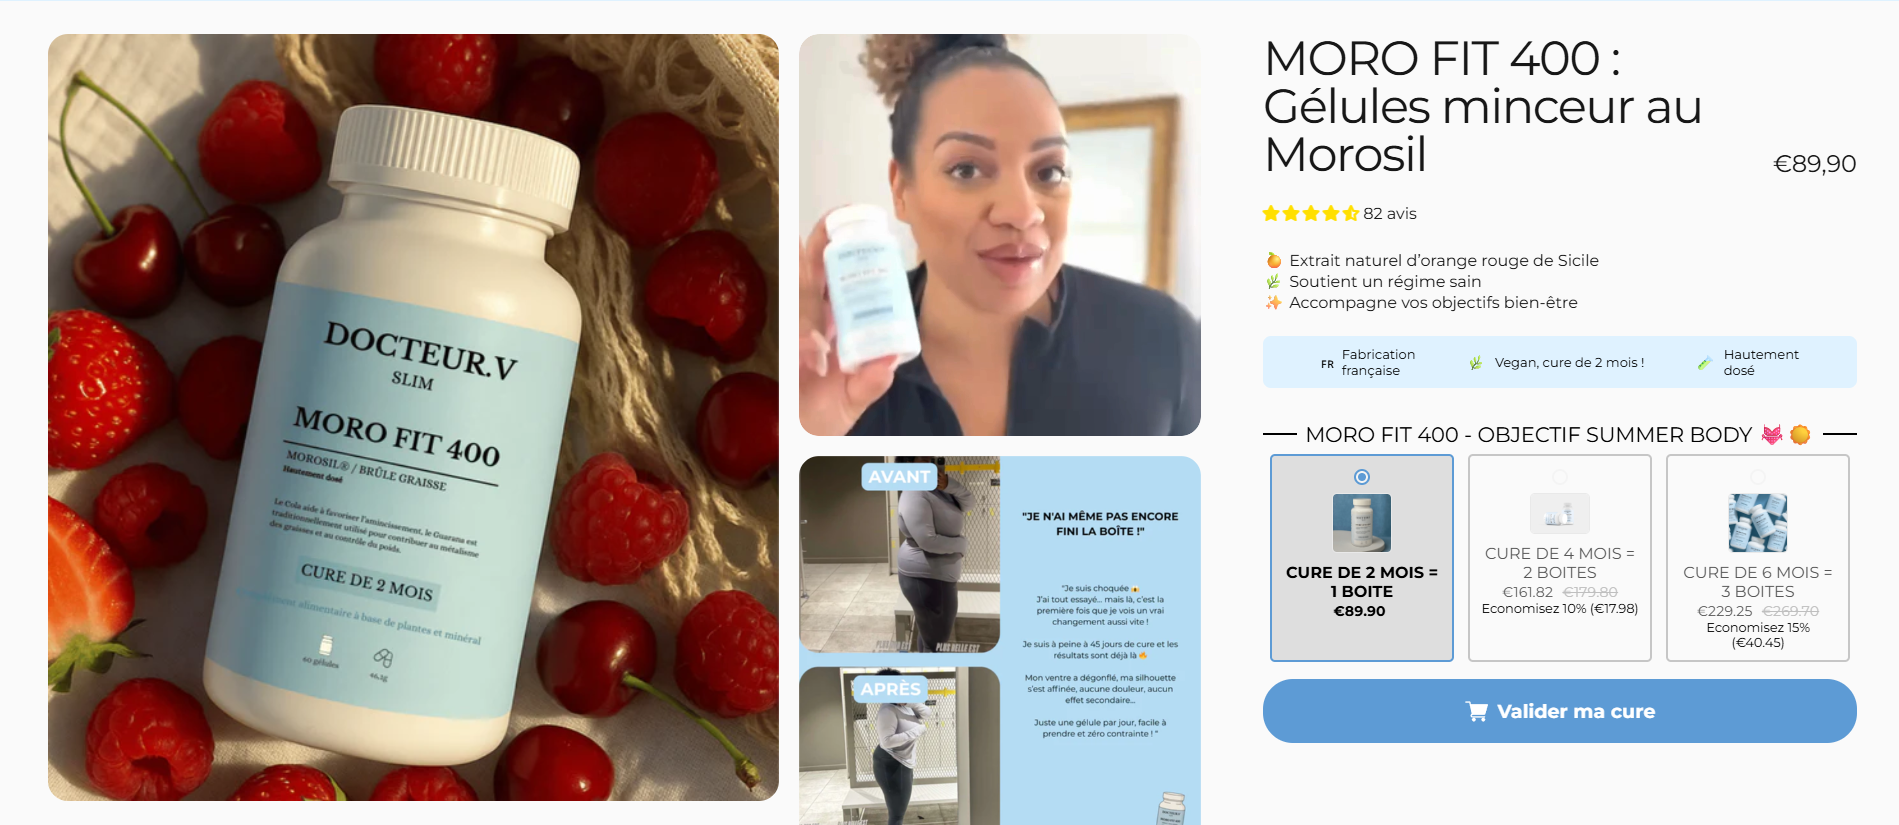 DOCTEUR.V
SLIM
MORO FIT 400
MOROSIL® / BRÛLE GRAISSE
Hautement dosé
Le Cola aide à favoriser l'amincissement, le Guarana est
traditionnellement utilisé pour contribuer au métalisme
des graisses et au contrôle du poids.
CURE DE 2 MOIS
alimentaire à base de plantes et minéral
60 gélules
AVANT
PLUS BELLE EST
APRÈS
"JE N'AI MÊME PAS ENCORE
FINI LA BOÎTE !"
"Je suis choquée
J'ai tout essayé... mais là, c'est la
première fois que je vois un vrai
changement aussi vite !
Je suis à peine à 45 jours de cure et les
résultats sont déjà là
Mon ventre a dégonflé, ma silhouette
s'est affinée, aucune douleur, aucun
effet secondaire...
Juste une gélule par jour, facile à
prendre et zéro contrainte ! "
MORO FIT 400 :
Gélules minceur au
Morosil
€89,90
82 avis
Extrait naturel d'orange rouge de Sicile
Soutient un régime sain
Accompagne vos objectifs bien-être
FR Fabrication
française
Vegan, cure de 2 mois !
Hautement
dosé
MORO FIT 400 - OBJECTIF SUMMER BODY
CURE DE 2 MOIS =
1 BOITE
€89.90
CURE DE 4 MOIS =
2 BOITES
€161.82 €179.80
Economisez 10% (€17.98)
CURE DE 6 MOIS =
3 BOITES
€229.25 €269.70
Economisez 15%
(€40.45)
Valider ma cure